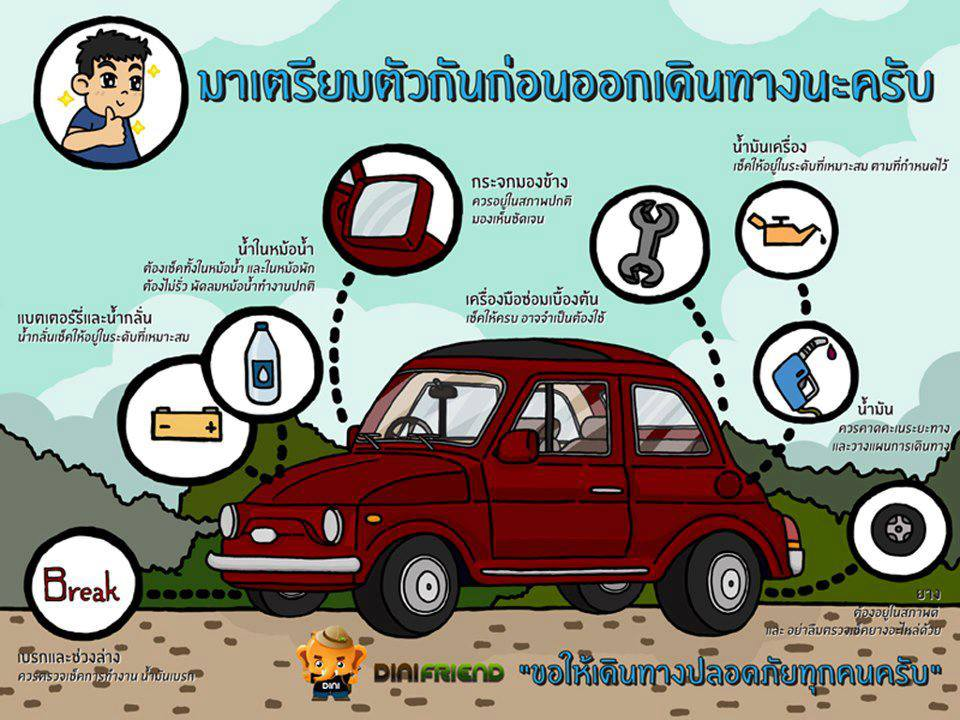 มาเตรียมตัวกันก่อนออกเดินทางนะครับ
น้ำมันเครื่อง
เช็คให้อยู่ในระดับที่เหมาะสม ตามที่กำหนดไว้
กระจกมองข้าง
ควรอยู่ในสภาพปกติ
มองเห็นชัดเจน
น้ำในหม้อน้ำ
ต้องเช็คทั้งในหม้อน้ำ และในหม้อพัก
ต้องไม่รั่ว พัดลมหม้อน้ำทำงานปกติ
เครื่องมือซ่อมเบื้องต้น
เช็คให้ครบ อาจจำเป็นต้องใช้
แบตเตอร์รี่และน้ำกลั่น
น้ำกลั่นเช็คให้อยู่ในระดับที่เหมาะสม
น้ำมัน
ควรคาดคะเนระยะทาง
และวางแผนการเดินทาง
Break
ยาง
ต้องอยู่ในสภาพดี
และ อย่าลืมตรวจเช็คยางอะไหล่ด้วย
เบรกและช่วงล่าง
ควรตรวจเช็คการทำงาน น้ำมันเบรก
DINI
DINIFRIEND
"ขอให้เดินทางปลอดภัยทุกคนครับ"